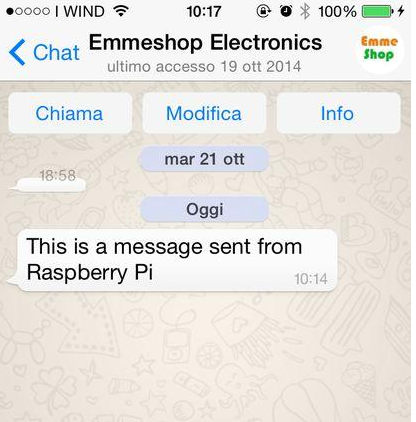 I WIND 10:17 100%
Chat Emmeshop Electronics
ultimo accesso 19 ott 2014
Emme
Shop
Chiama Modifica Info
mar 21 ott
18:58
Oggi
This is a message sent from
Raspberry Pi
10:14